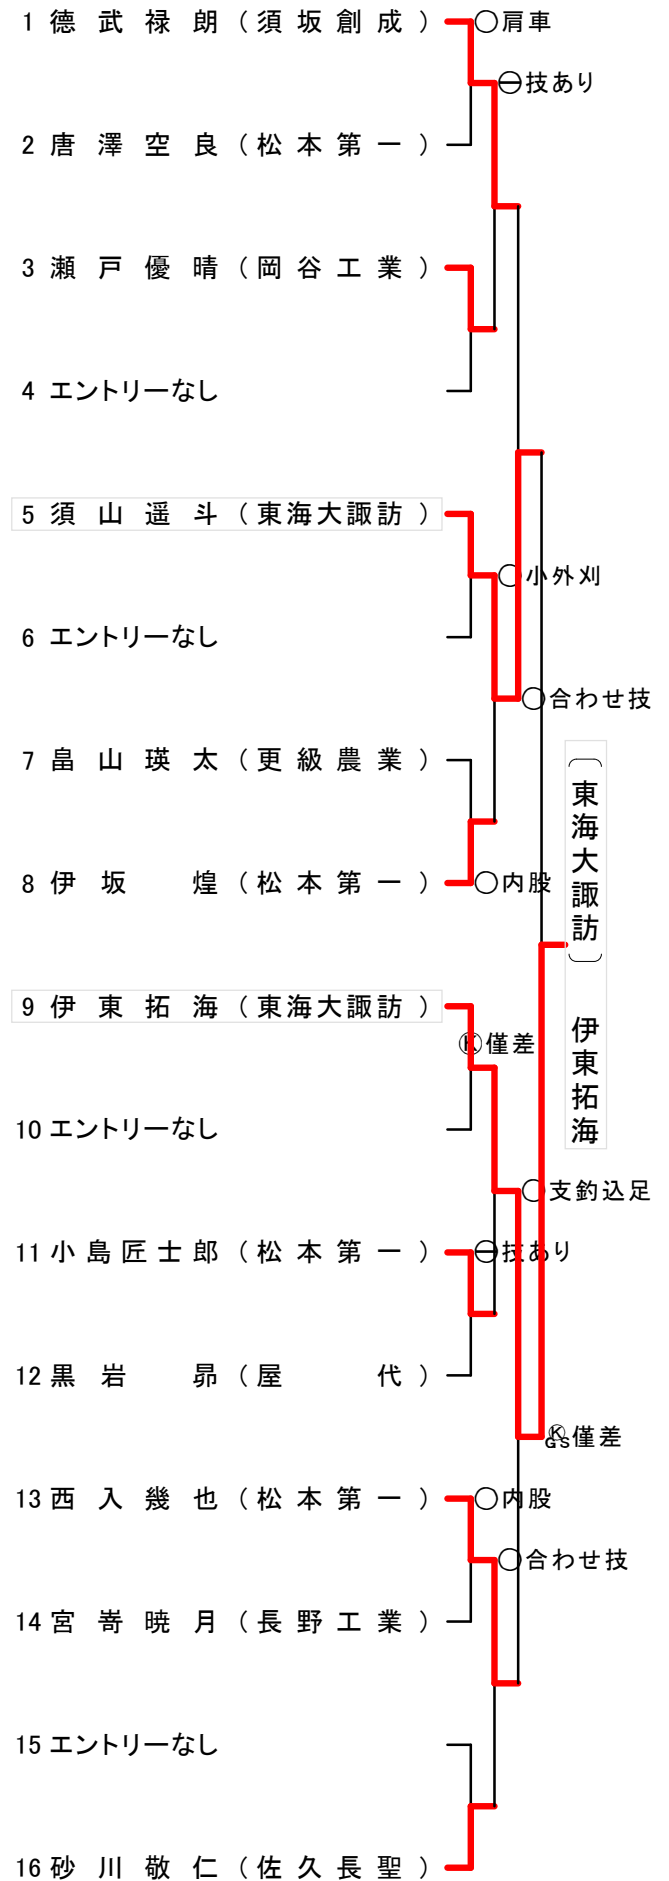 1 德武禄朗（須坂創成） ○肩車
⊖技あり
2 唐澤空良（松本第一）
3 瀬戸優晴（岡谷工業）
4 エントリーなし
5 須山遥斗（東海大諏訪）
○小外刈
6 エントリーなし
○合わせ技
7 畠山瑛太（更級農業）
8 伊坂　煌（松本第一） ○内股
（東海大諏訪）　伊東拓海
9 伊東拓海（東海大諏訪）
Ⓚ僅差
10 エントリーなし
○支釣込足
11 小島匠士郎（松本第一） ⊖技あり
12 黒岩　昴（屋　代）
ⓀGS僅差
13 西入幾也（松本第一） ○内股
○合わせ技
14 宮嵜暁月（長野工業）
15 エントリーなし
16 砂川敬仁（佐久長聖）